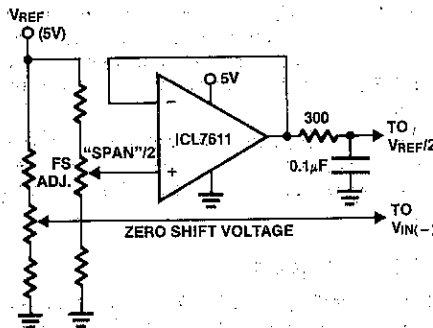 VREF
(5V)
5V
−
ICL7611
+
"SPAN"/2
FS
ADJ.
300
0.1μF
TO
VREF/2
ZERO SHIFT VOLTAGE
TO
VIN(−)